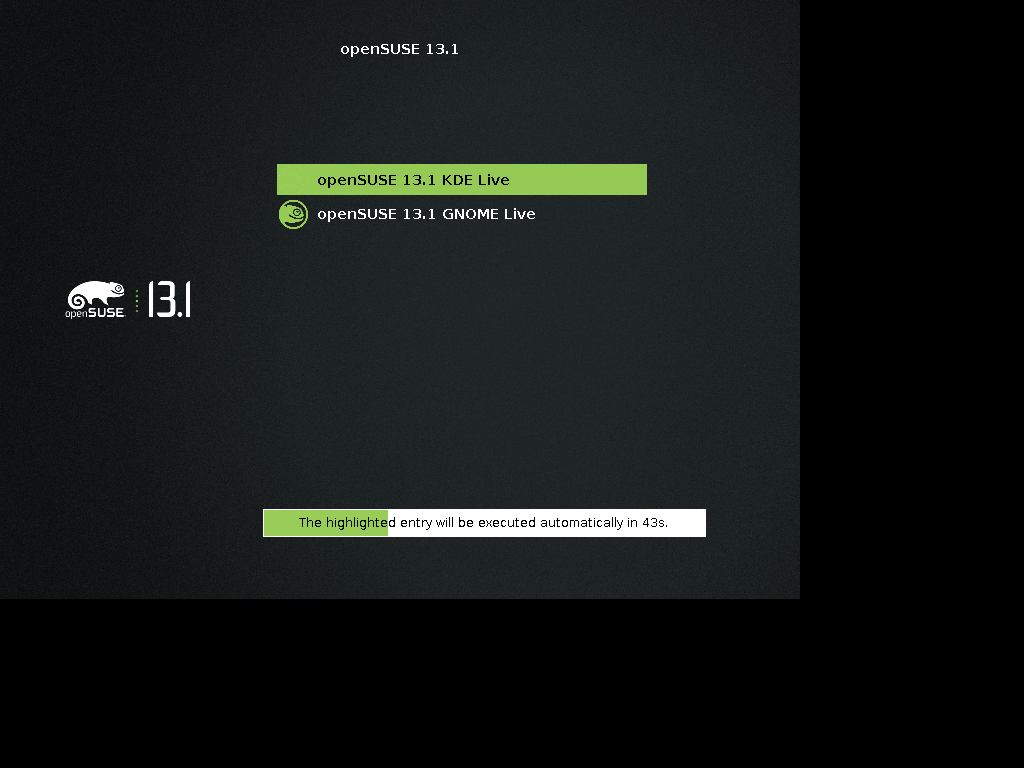 openSUSE 13.1
openSUSE 13.1 KDE Live
openSUSE 13.1 GNOME Live
openSUSE 13.1
The highlighted entry will be executed automatically in 43s.